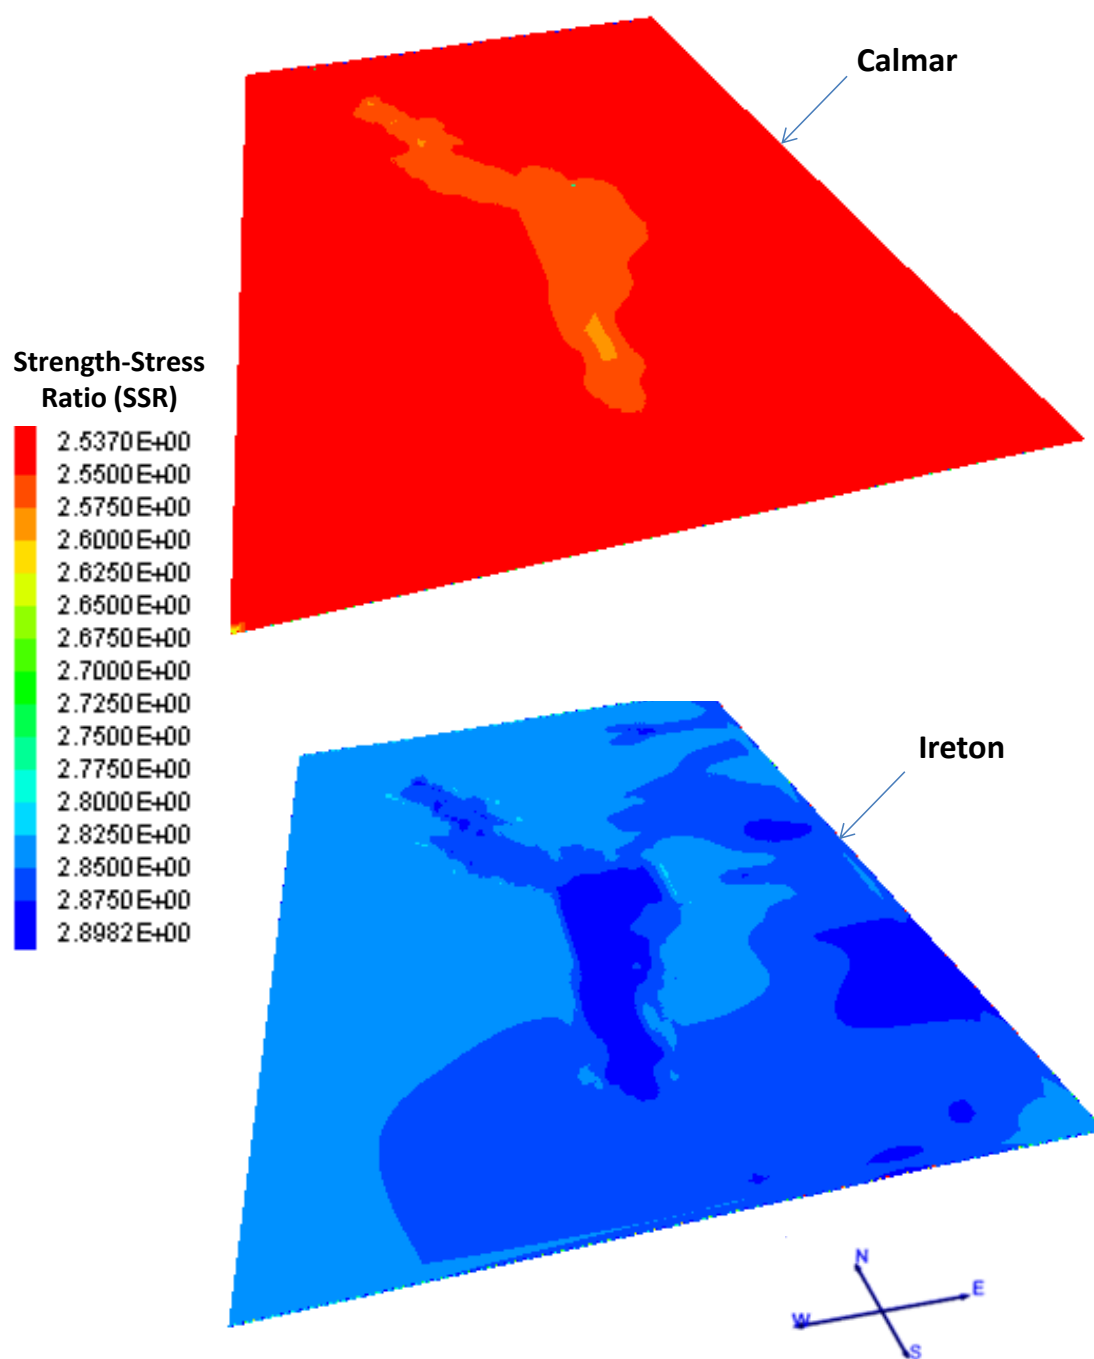 Calmar
Strength-Stress
Ratio (SSR)
2.5370E+00
2.5500E+00
2.5750E+00
2.6000E+00
2.6250E+00
2.6500E+00
2.6750E+00
2.7000E+00
2.7250E+00
2.7500E+00
2.7750E+00
2.8000E+00
2.8250E+00
2.8500E+00
2.8750E+00
2.8982E+00
Ireton
N
E
W
S